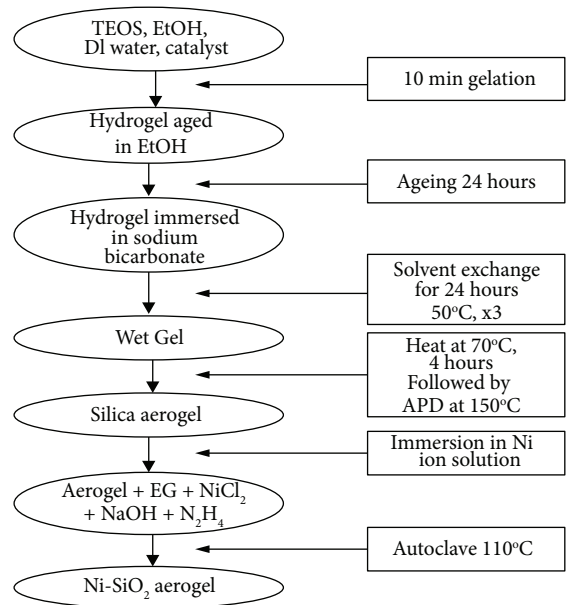 TEOS, EtOH,
Dl water, catalyst
10 min gelation
Hydrogel aged
in EtOH
Ageing 24 hours
Hydrogel immersed
in sodium
bicarbonate
Solvent exchange
for 24 hours
50°C, x3
Wet Gel
Heat at 70°C,
4 hours
Followed by
APD at 150°C
Silica aerogel
Immersion in Ni
ion solution
Aerogel + EG + NiCl₂
+ NaOH + N₂H₄
Autoclave 110°C
Ni-SiO₂ aerogel